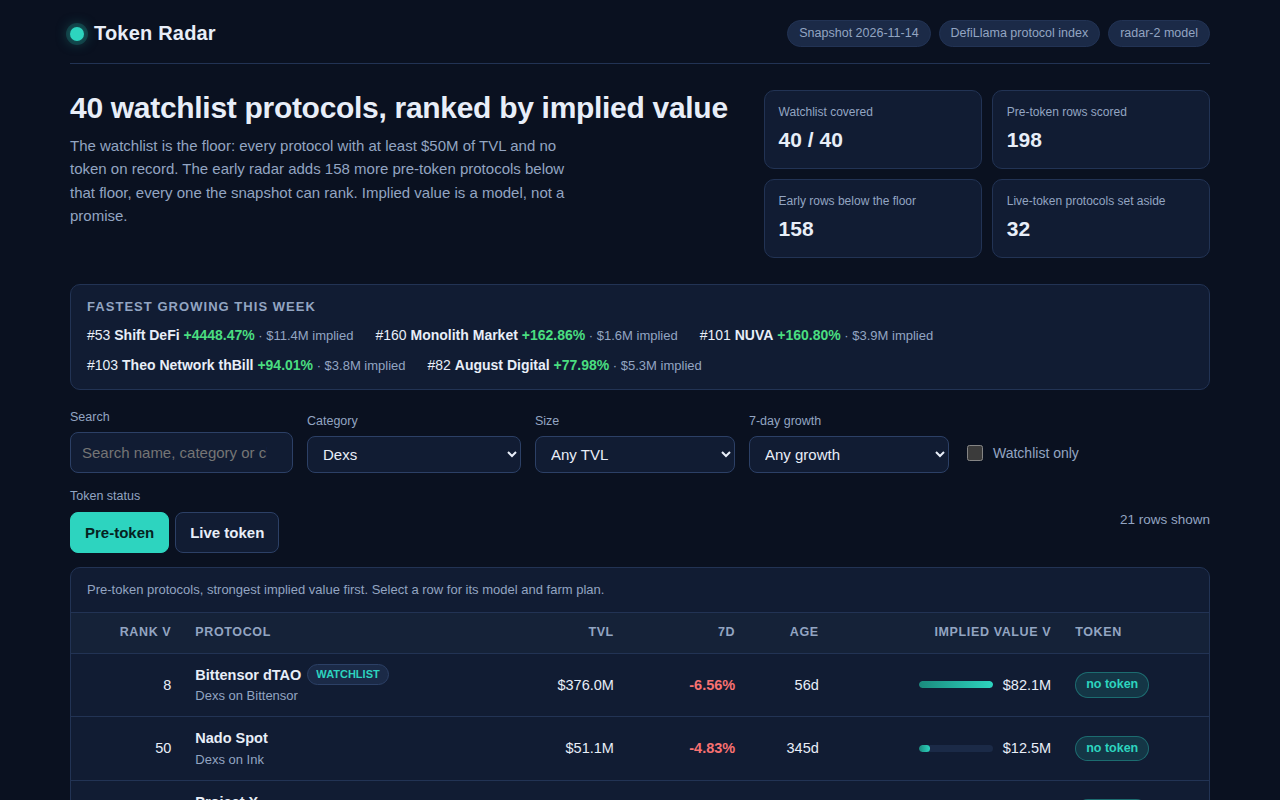 Token Radar
Snapshot 2026-11-14
DefiLlama protocol index
radar-2 model
40 watchlist protocols, ranked by implied value
The watchlist is the floor: every protocol with at least $50M of TVL and no
token on record. The early radar adds 158 more pre-token protocols below
that floor, every one the snapshot can rank. Implied value is a model, not a
promise.
Watchlist covered
40 / 40
Pre-token rows scored
198
Early rows below the floor
158
Live-token protocols set aside
32
FASTEST GROWING THIS WEEK
#53 Shift DeFi +4448.47% · $11.4M implied
#160 Monolith Market +162.86% · $1.6M implied
#101 NUVA +160.80% · $3.9M implied
#103 Theo Network thBill +94.01% · $3.8M implied
#82 August Digital +77.98% · $5.3M implied
Search
Search name, category or c
Category
Dexs
Size
Any TVL
7-day growth
Any growth
Watchlist only
Token status
Pre-token
Live token
21 rows shown
Pre-token protocols, strongest implied value first. Select a row for its model and farm plan.
RANK V PROTOCOL TVL 7D AGE IMPLIED VALUE V TOKEN
8 Bittensor dTAO WATCHLIST $376.0M -6.56% 56d $82.1M no token
Dexs on Bittensor
50 Nado Spot $51.1M -4.83% 345d $12.5M no token
Dexs on Ink
Project X